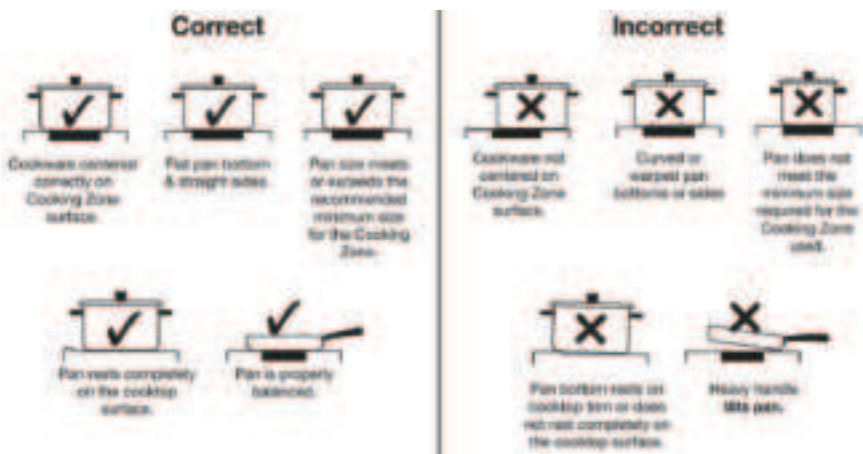 Correct
Cookware centered
correctly on
Cooking Zone
surface.
Flat pan bottom
& straight sides.
Pan size meets
or exceeds the
recommended
minimum size
for the Cooking
Zone.
Pan rests completely
on the cooktop
surface.
Pan is properly
balanced.
Incorrect
Cookware not
centered on
Cooking Zone
surface.
Curved or
warped pan
bottoms or sides
Pan does not
meet the
minimum size
required for the
Cooking Zone
used.
Pan bottom rests on
cooktop trim or does
not rest completely on
the cooktop surface.
Heavy handle
tilts pan.